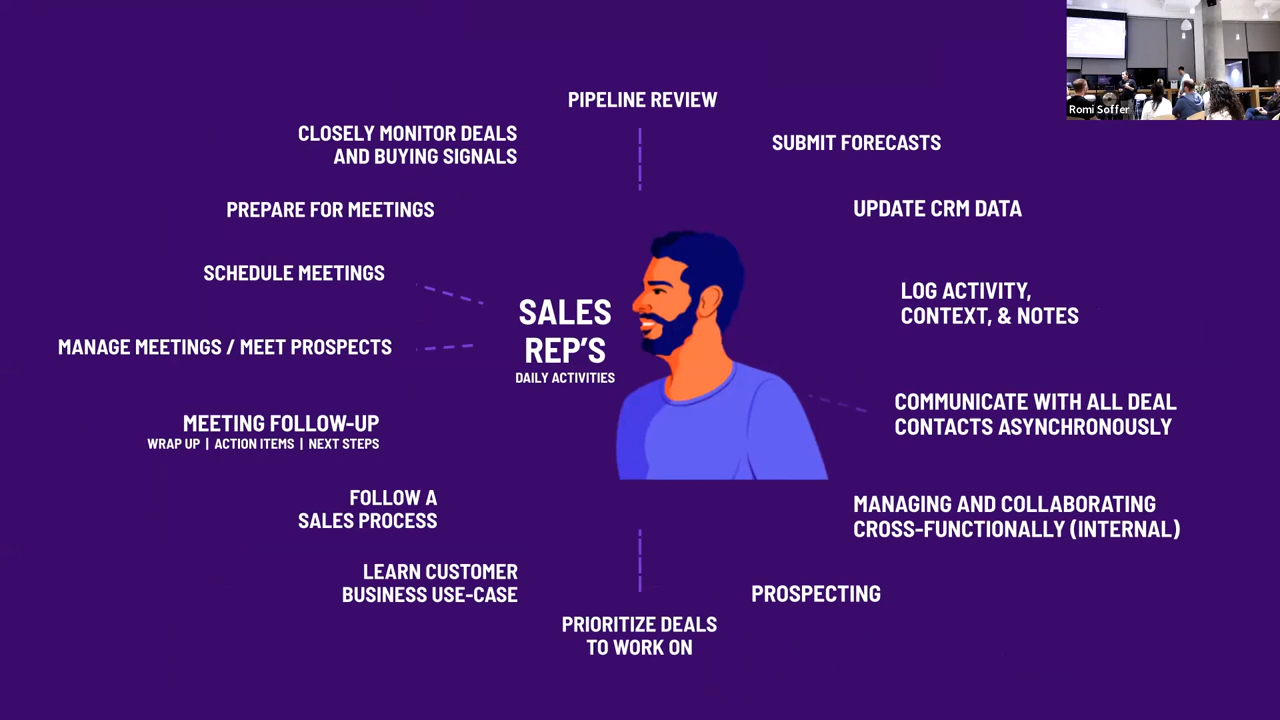 Romi Soffer
PIPELINE REVIEW
CLOSELY MONITOR DEALS
AND BUYING SIGNALS
SUBMIT FORECASTS
PREPARE FOR MEETINGS
UPDATE CRM DATA
SCHEDULE MEETINGS
LOG ACTIVITY,
CONTEXT, & NOTES
SALES
REP'S
DAILY ACTIVITIES
MANAGE MEETINGS / MEET PROSPECTS
COMMUNICATE WITH ALL DEAL
CONTACTS ASYNCHRONOUSLY
MEETING FOLLOW-UP
WRAP UP | ACTION ITEMS | NEXT STEPS
FOLLOW A
SALES PROCESS
MANAGING AND COLLABORATING
CROSS-FUNCTIONALLY (INTERNAL)
LEARN CUSTOMER
BUSINESS USE-CASE
PROSPECTING
PRIORITIZE DEALS
TO WORK ON